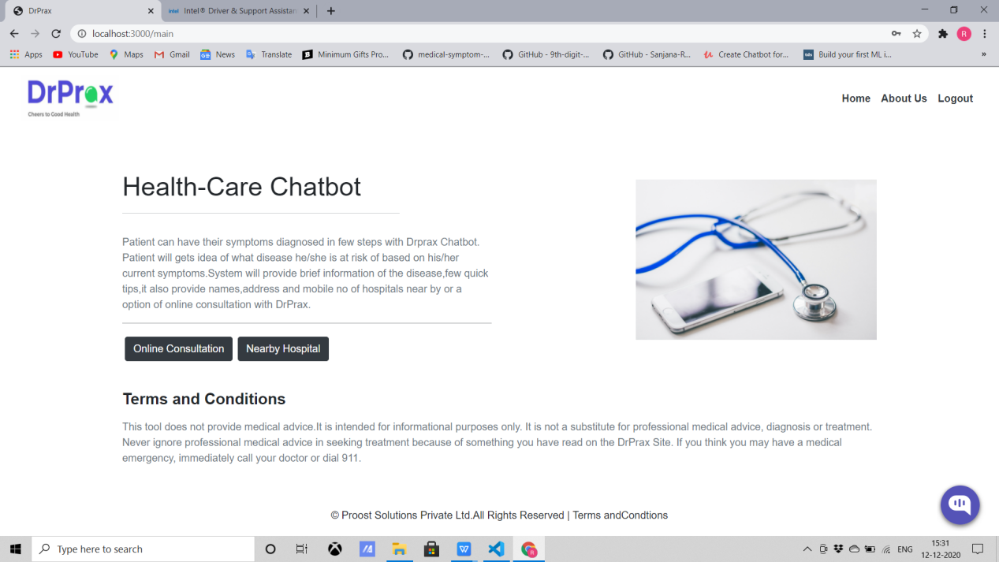 DrPrax
Intel® Driver & Support Assistan
localhost:3000/main
R
Apps
YouTube
Maps
Gmail
News
Translate
Minimum Gifts Pro...
medical-symptom-...
GitHub - 9th-digit-...
GitHub - Sanjana-R...
Create Chatbot for...
Build your first ML i...
»
DrPrax
Cheers to Good Health
Home About Us Logout
Health-Care Chatbot
Patient can have their symptoms diagnosed in few steps with Drprax Chatbot.
Patient will gets idea of what disease he/she is at risk of based on his/her
current symptoms.System will provide brief information of the disease,few quick
tips,it also provide names,address and mobile no of hospitals near by or a
option of online consultation with DrPrax.
Online Consultation
Nearby Hospital
Terms and Conditions
This tool does not provide medical advice.It is intended for informational purposes only. It is not a substitute for professional medical advice, diagnosis or treatment.
Never ignore professional medical advice in seeking treatment because of something you have read on the DrPrax Site. If you think you may have a medical
emergency, immediately call your doctor or dial 911.
© Proost Solutions Private Ltd.All Rights Reserved | Terms andCondtions
Type here to search
ENG
15:31
12-12-2020